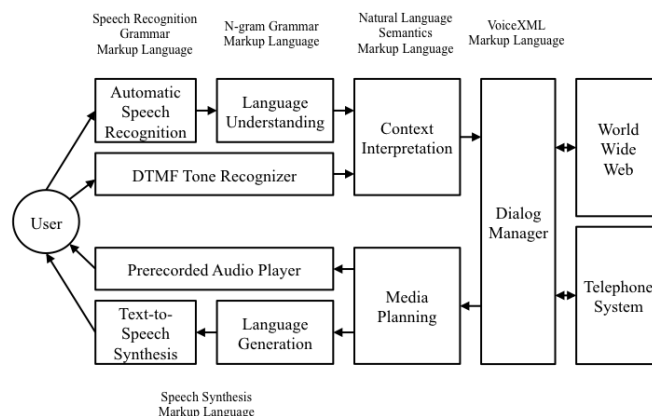 Speech Recognition
Grammar
Markup Language
N-gram Grammar
Markup Language
Natural Language
Semantics
Markup Language
VoiceXML
Markup Language
Automatic
Speech
Recognition
Language
Understanding
Context
Interpretation
DTMF Tone Recognizer
World
Wide
Web
User
Dialog
Manager
Prerecorded Audio Player
Media
Planning
Telephone
System
Text-to-
Speech
Synthesis
Language
Generation
Speech Synthesis
Markup Language